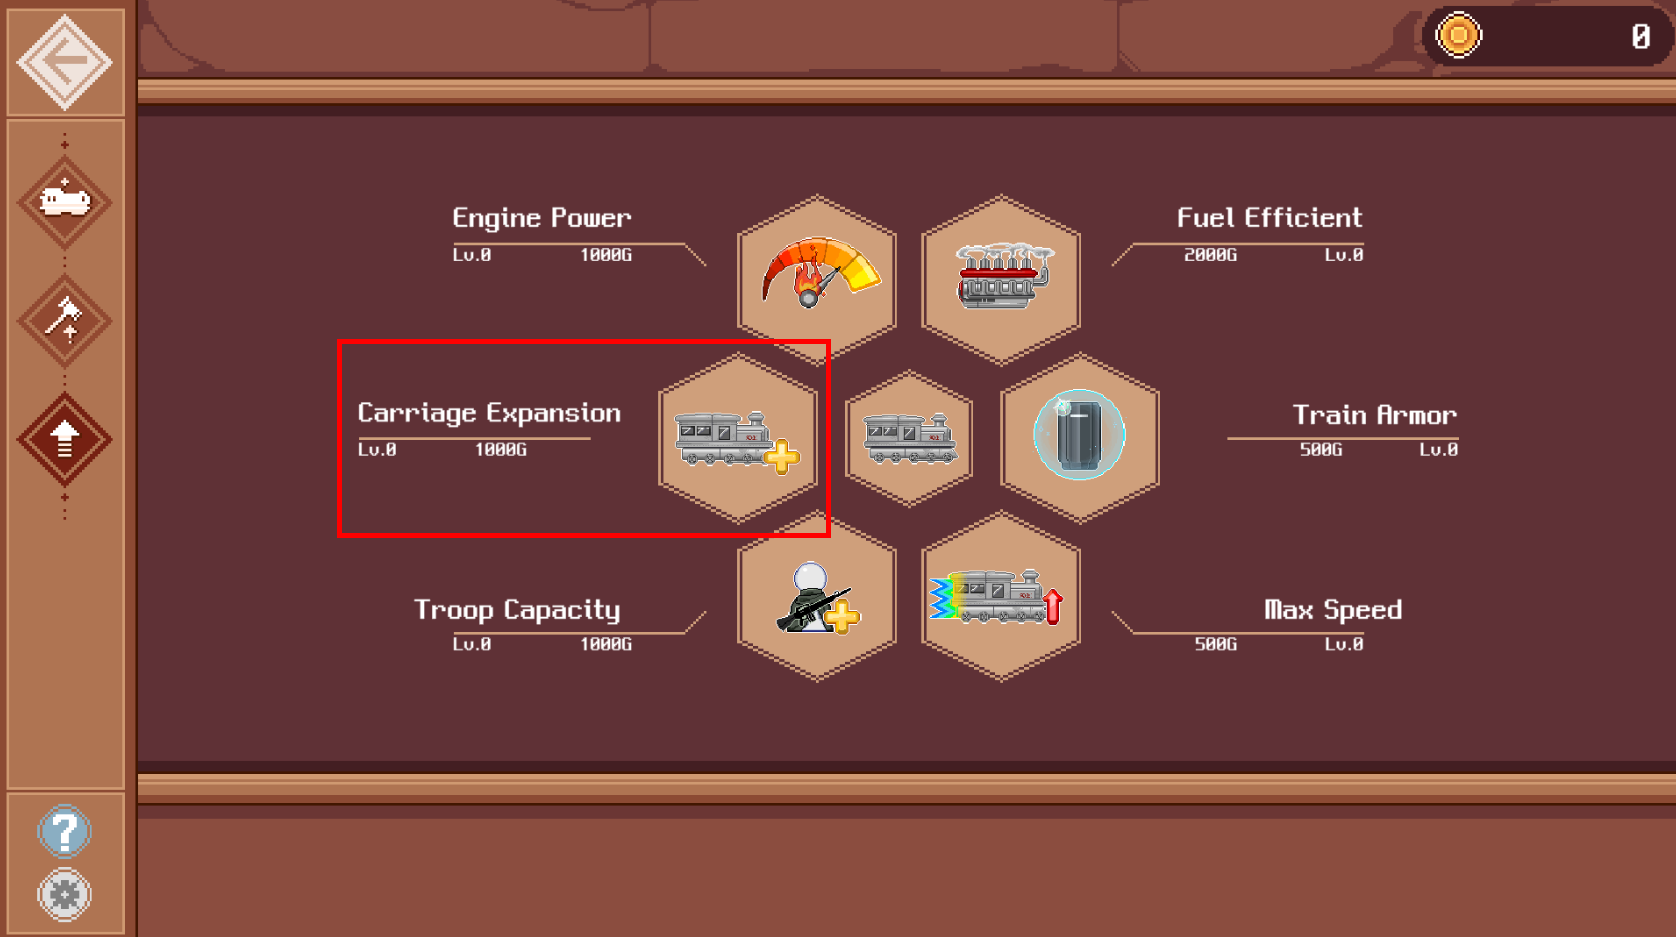 0
Engine Power
Lv.0 1000G
Fuel Efficient
2000G Lv.0
Carriage Expansion
Lv.0 1000G
Train Armor
500G Lv.0
Troop Capacity
Lv.0 1000G
Max Speed
500G Lv.0
?